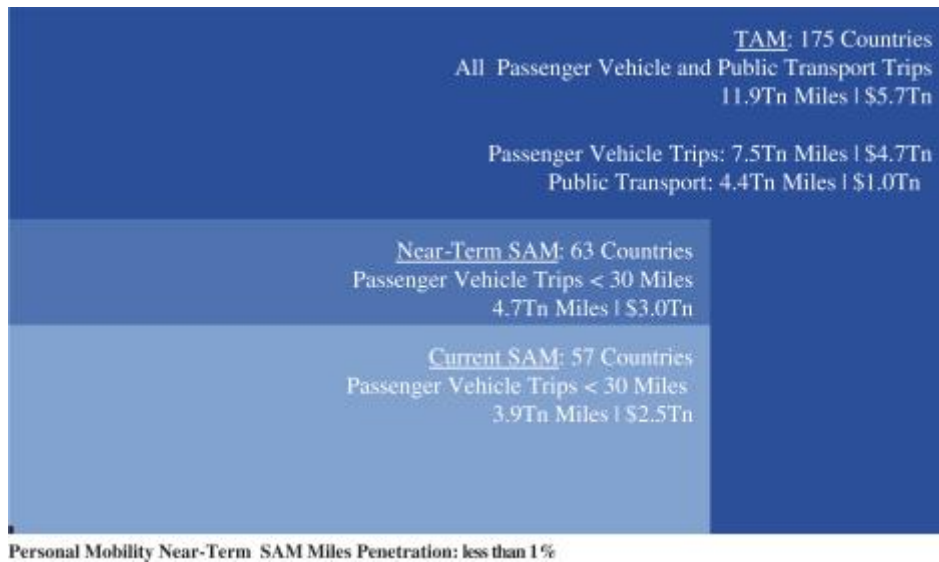 TAM: 175 Countries
All Passenger Vehicle and Public Transport Trips
11.9Tn Miles | $5.7Tn
Passenger Vehicle Trips: 7.5Tn Miles | $4.7Tn
Public Transport: 4.4Tn Miles | $1.0Tn
Near-Term SAM: 63 Countries
Passenger Vehicle Trips < 30 Miles
4.7Tn Miles | $3.0Tn
Current SAM: 57 Countries
Passenger Vehicle Trips < 30 Miles
3.9Tn Miles | $2.5Tn
Personal Mobility Near-Term SAM Miles Penetration: less than 1%